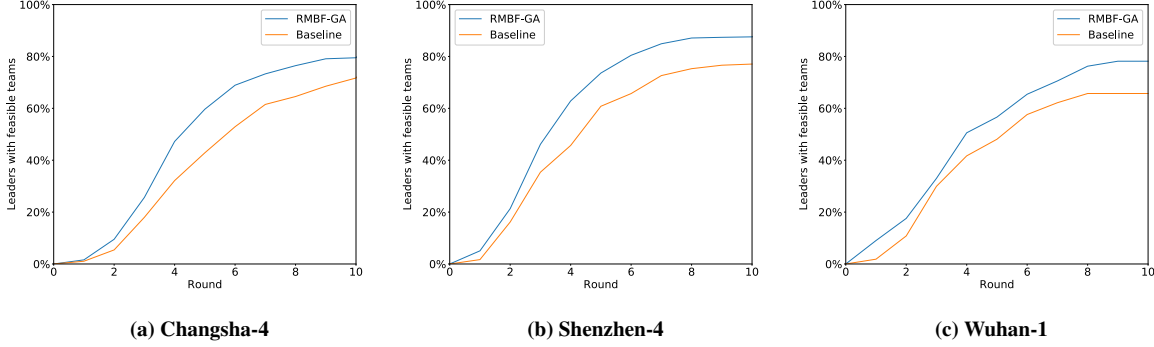 100%
80%
60%
40%
20%
0%
Leaders with feasible teams
RMBF-GA
Baseline
0 2 4 6 8 10
Round
(a) Changsha-4
100%
80%
60%
40%
20%
0%
Leaders with feasible teams
RMBF-GA
Baseline
0 2 4 6 8 10
Round
(b) Shenzhen-4
100%
80%
60%
40%
20%
0%
Leaders with feasible teams
RMBF-GA
Baseline
0 2 4 6 8 10
Round
(c) Wuhan-1